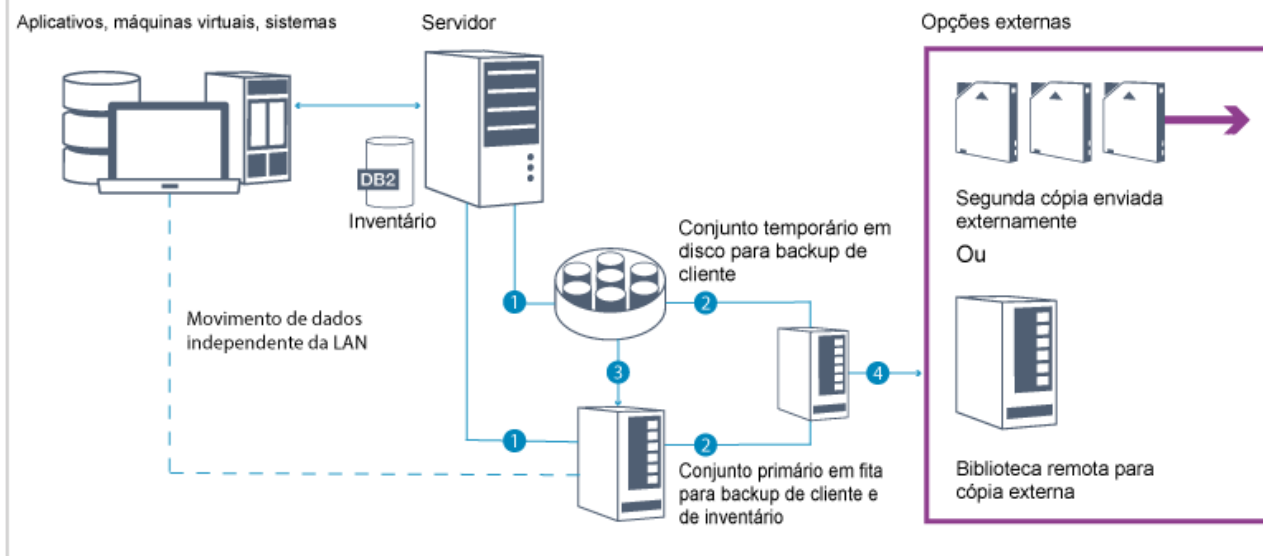 Aplicativos, máquinas virtuais, sistemas
Servidor
Opções externas
DB2
Inventário
Segunda cópia enviada
externamente
Ou
Conjunto temporário em
disco para backup de
cliente
1
2
Movimento de dados
independente da LAN
3
4
1
2
Conjunto primário em fita
para backup de cliente e
de inventário
Biblioteca remota para
cópia externa